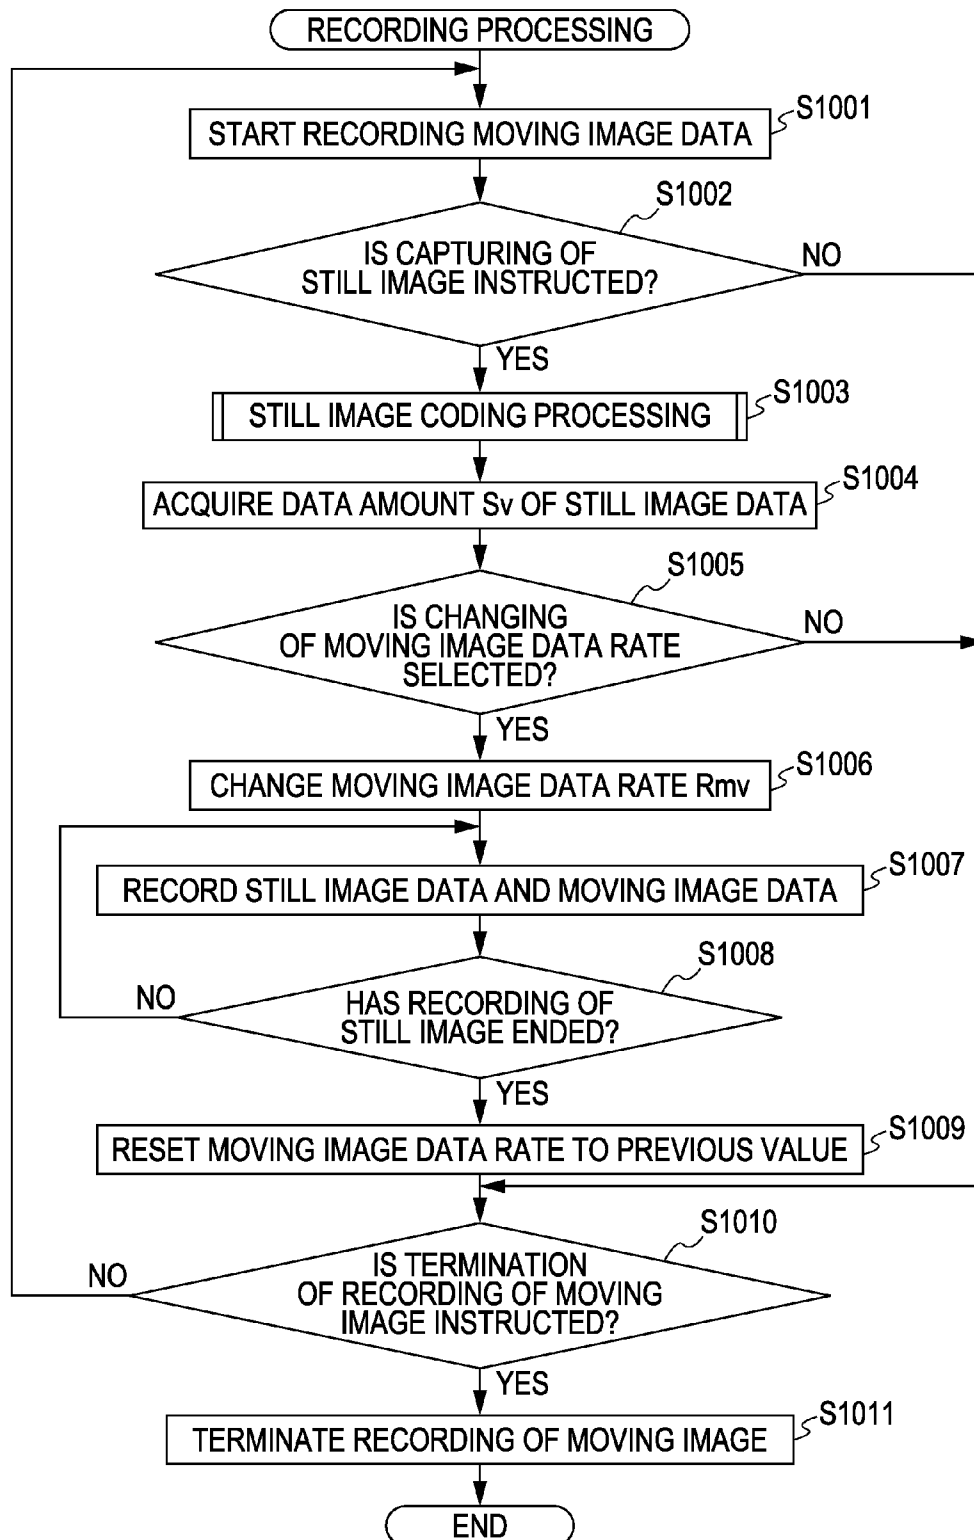 RECORDING PROCESSING
S1001
START RECORDING MOVING IMAGE DATA
S1002
IS CAPTURING OF
STILL IMAGE INSTRUCTED?
NO
YES
S1003
STILL IMAGE CODING PROCESSING
S1004
ACQUIRE DATA AMOUNT Sv OF STILL IMAGE DATA
S1005
IS CHANGING
OF MOVING IMAGE DATA RATE
SELECTED?
NO
YES
S1006
CHANGE MOVING IMAGE DATA RATE Rmv
S1007
RECORD STILL IMAGE DATA AND MOVING IMAGE DATA
S1008
HAS RECORDING OF
STILL IMAGE ENDED?
NO
YES
S1009
RESET MOVING IMAGE DATA RATE TO PREVIOUS VALUE
S1010
IS TERMINATION
OF RECORDING OF MOVING
IMAGE INSTRUCTED?
NO
YES
S1011
TERMINATE RECORDING OF MOVING IMAGE
END